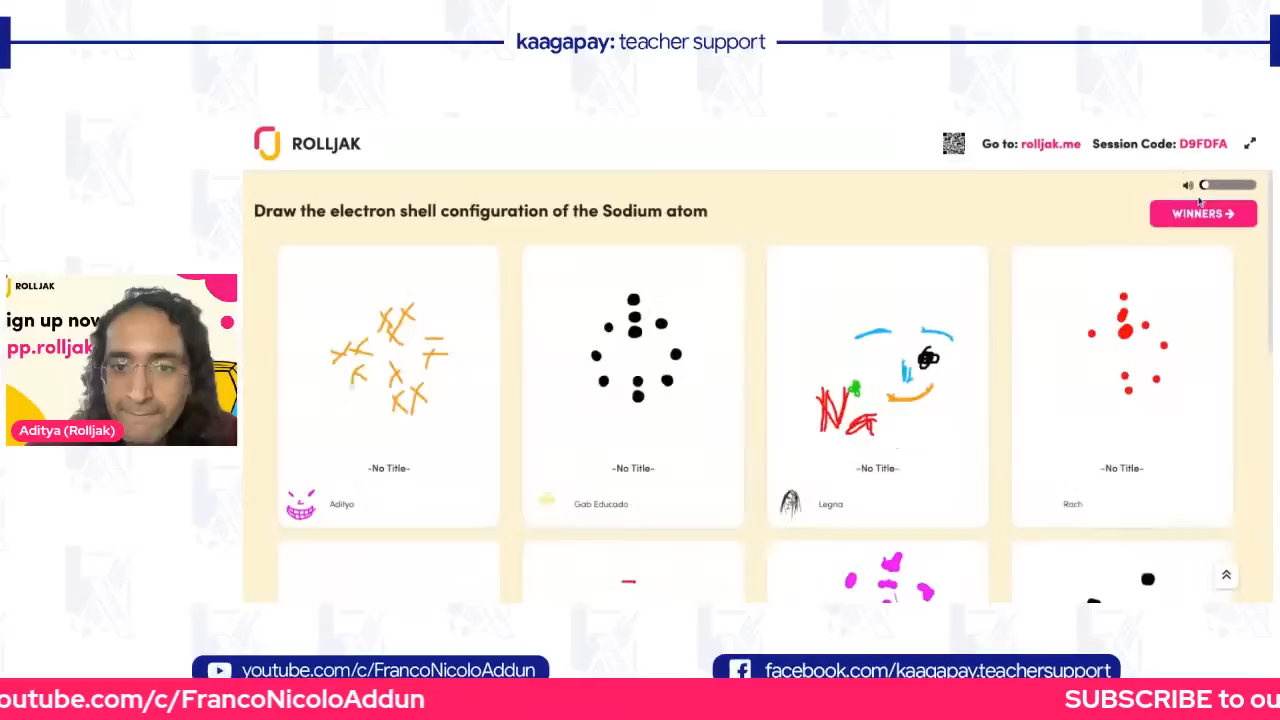 kaagapay: teacher support
ROLLJAK
Go to: rolljak.me Session Code: D9FDFA
Draw the electron shell configuration of the Sodium atom
WINNERS →
ROLLJAK
ign up now
pp.rolljak
Aditya (Rolljak)
Na
-No Title-
-No Title-
-No Title-
-No Title-
Gab Educado
Legna
Rach
youtube.com/c/FrancoNicoloAddun
facebook.com/kaagapay.teachersupport
outube.com/c/FrancoNicoloAddun
SUBSCRIBE to ou